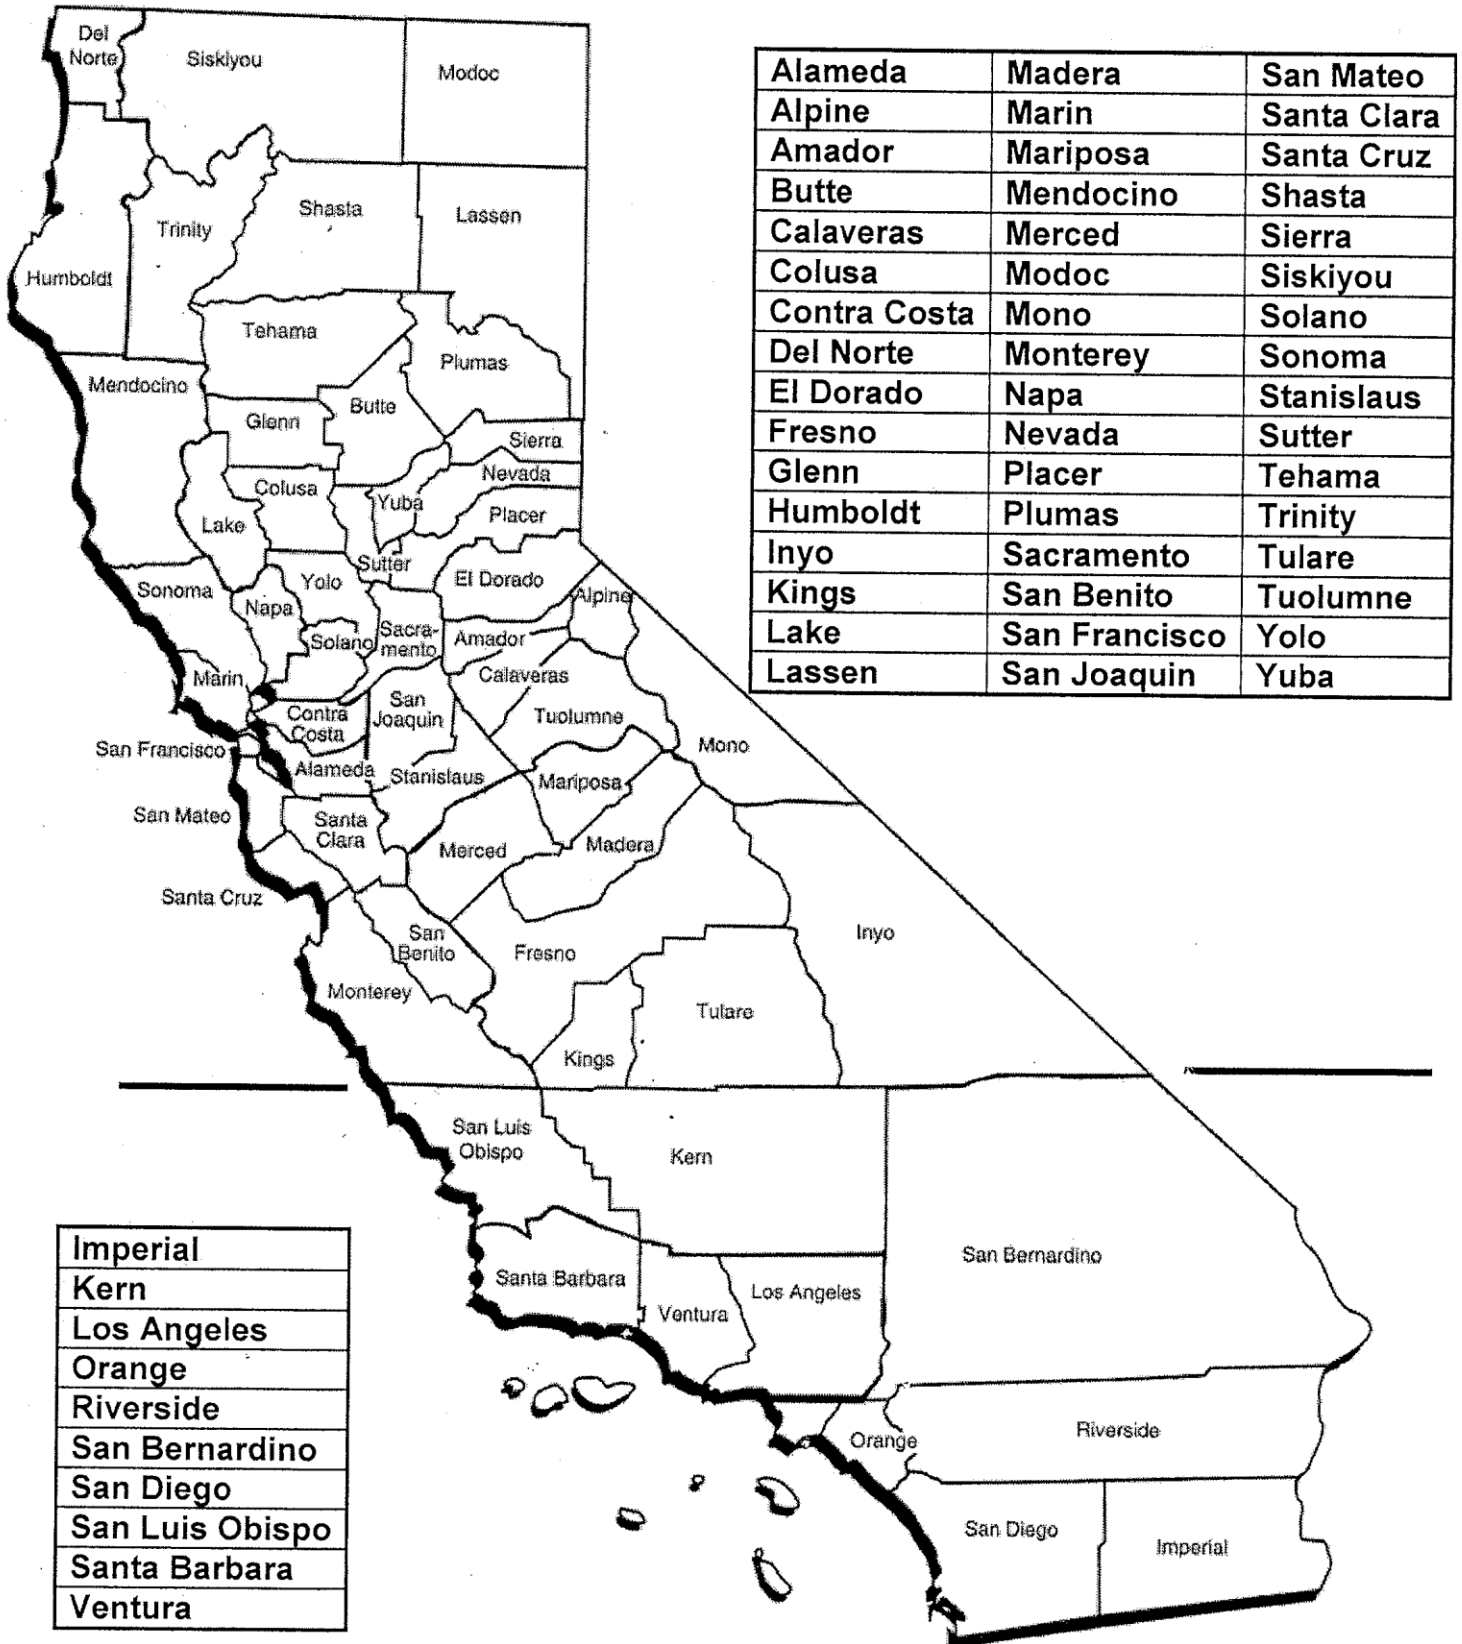 Del
Norte
Siskiyou
Modoc
Alameda Madera San Mateo
Alpine Marin Santa Clara
Amador Mariposa Santa Cruz
Butte Mendocino Shasta
Calaveras Merced Sierra
Colusa Modoc Siskiyou
Contra Costa Mono Solano
Del Norte Monterey Sonoma
El Dorado Napa Stanislaus
Fresno Nevada Sutter
Glenn Placer Tehama
Humboldt Plumas Trinity
Inyo Sacramento Tulare
Kings San Benito Tuolumne
Lake San Francisco Yolo
Lassen San Joaquin Yuba
Shasta
Lassen
Trinity
Humboldt
Tehama
Plumas
Mendocino
Butte
Glenn
Sierra
Nevada
Colusa
Yuba
Placer
Lake
Sutter
El Dorado
Yolo
Sonoma
Napa
Alpine
Solano
Sacra-
mento
Amador
Marin
Calaveras
San
Joaquin
Contra
Costa
Tuolumne
San Francisco
Mono
Alameda
Stanislaus
Mariposa
San Mateo
Santa
Clara
Merced
Madera
Santa Cruz
San
Benito
Fresno
Inyo
Monterey
Tulare
Kings
San Luis
Obispo
Kern
San Bernardino
Santa Barbara
Los Angeles
Ventura
Orange
Riverside
San Diego
Imperial
Imperial
Kern
Los Angeles
Orange
Riverside
San Bernardino
San Diego
San Luis Obispo
Santa Barbara
Ventura